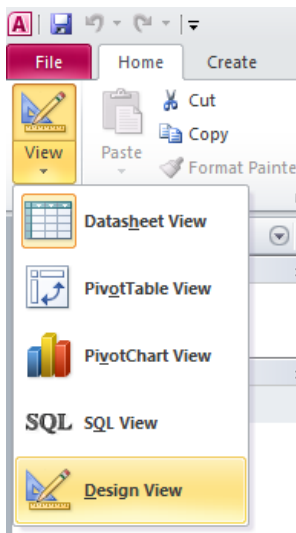 A
File Home Create
Cut
Copy
Format Painte
View Paste
Datasheet View
PivotTable View
PivotChart View
SQL SQL View
Design View